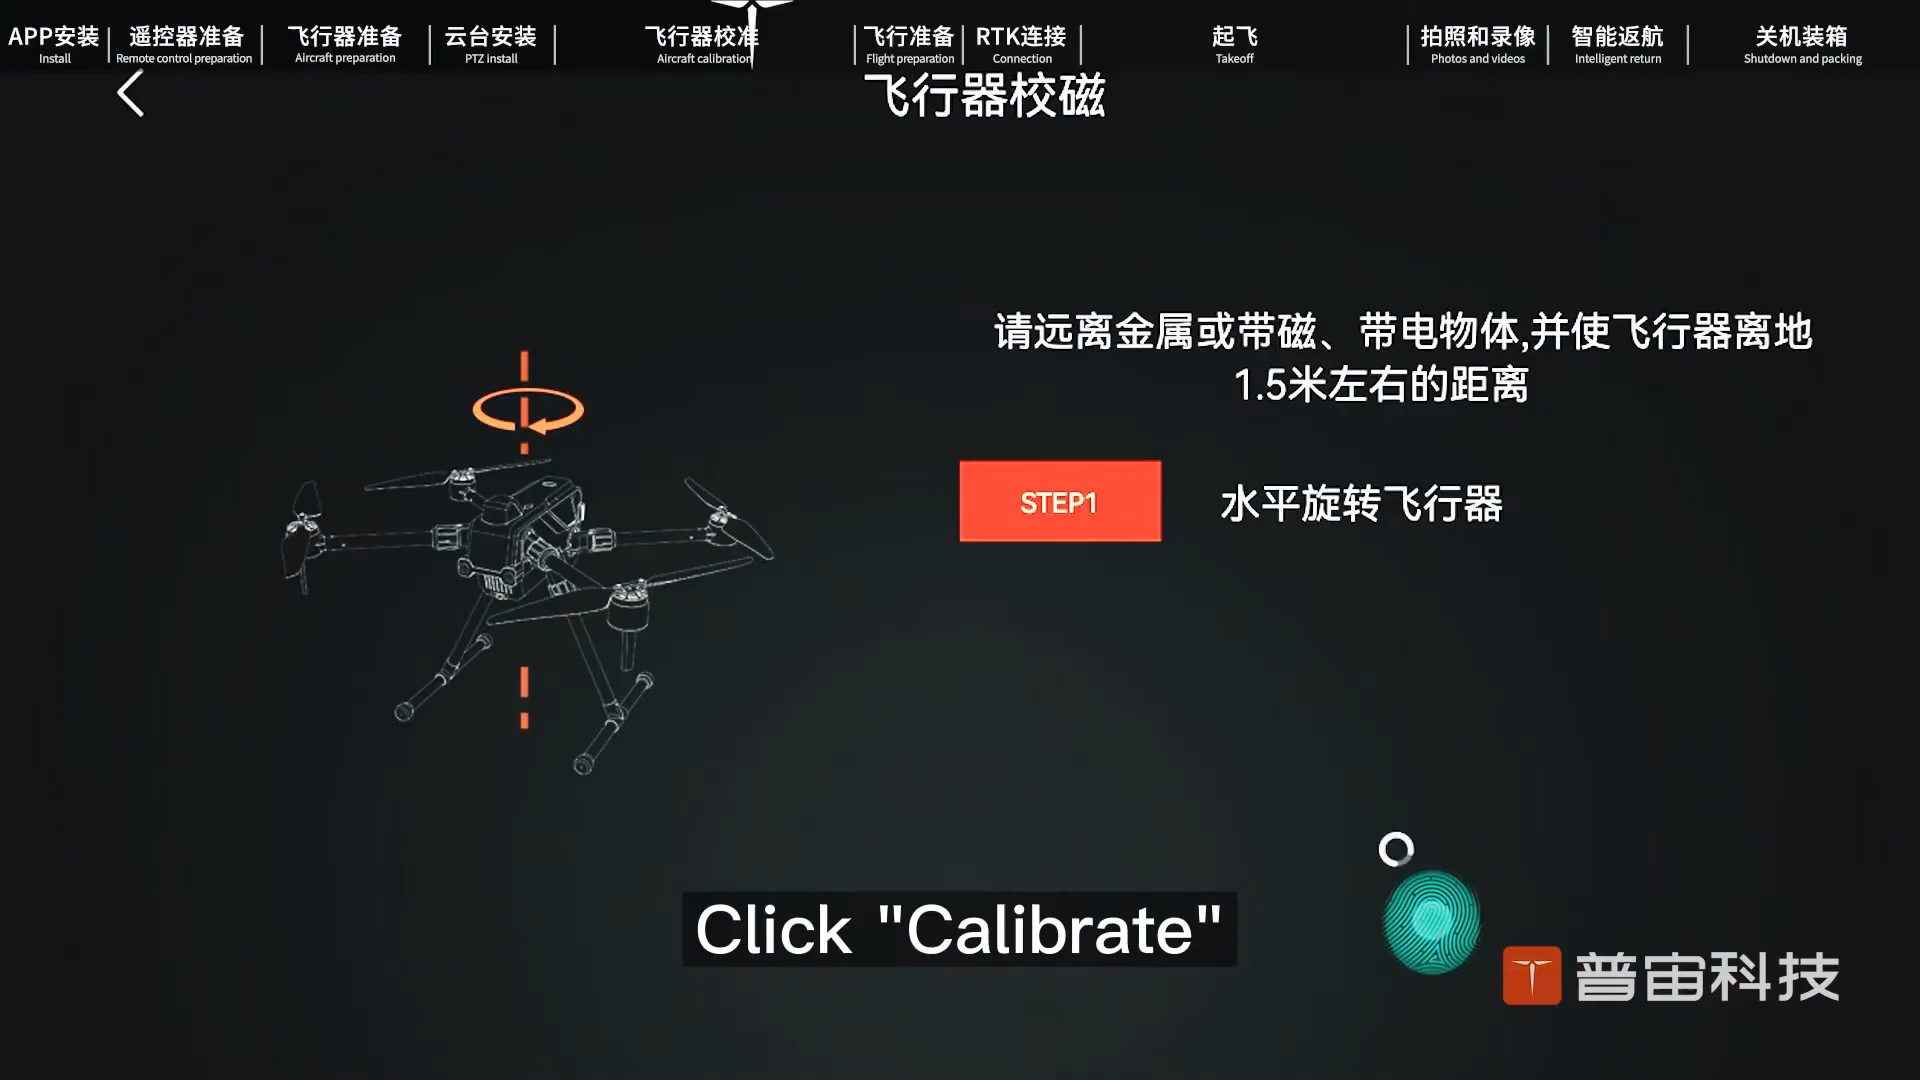 APP安装
Install
遥控器准备
Remote control preparation
飞行器准备
Aircraft preparation
云台安装
PTZ install
飞行器校准
Aircraft calibration
飞行准备
Flight preparation
RTK连接
Connection
起飞
Takeoff
拍照和录像
Photos and videos
智能返航
Intelligent return
关机装箱
Shutdown and packing
飞行器校磁
请远离金属或带磁、带电物体,并使飞行器离地
1.5米左右的距离
STEP1
水平旋转飞行器
Click "Calibrate"
普宙科技